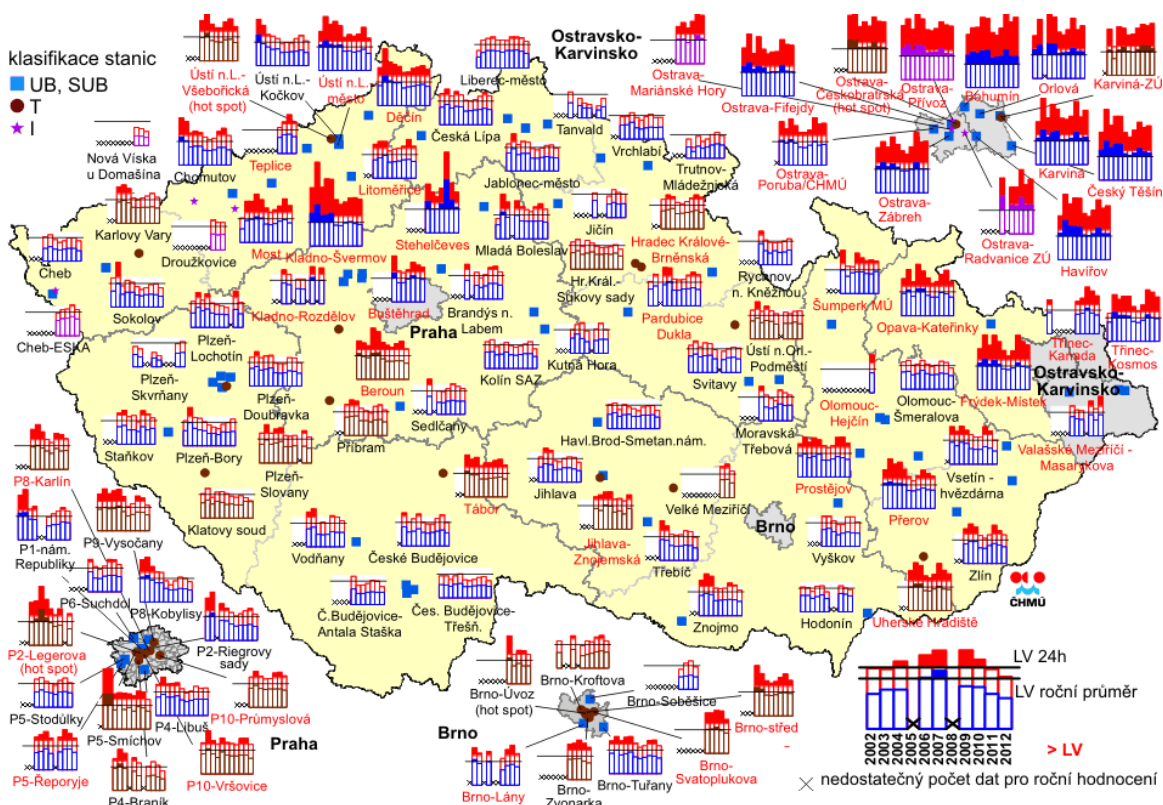 klasifikace stanic
UB, SUB
T
I
Ústí n.L.-
Všebořická
(hot spot)
Ústí n.L.-
Kočkov
Ústí n.L.
město
Děčín
Liberec-město
Ostravsko-
Karvinsko
Ostrava-
Mariánské Hory
Ostrava-Fifejdy
Ostrava-
Českobratrská
(hot spot)
Ostrava-
Přívoz
Bohumín
Orlová
Karviná-ZÚ
Nová Víska
u Domašína
Chomutov
Teplice
Litoměřice
Česká Lípa
Tanvald
Vrchlabí
Jablonec-město
Trutnov-
Mládežnická
Ostrava-
Poruba/CHMÚ
Ostrava-
Zábřeh
Ostrava-
Radvanice ZÚ
Havířov
Karviná
Český Těšín
Karlovy Vary
Droužkovice
Most
Kladno-Švermov
Stehelčeves
Mladá Boleslav
Jičín
Hradec Králové-
Brněnská
Hr.Král.-
Sukovy sady
Rychnov
n. Kněžnou
Cheb
Sokolov
Cheb-ESKA
Kladno-Rozdělov
Buštěhrad
Praha
Brandýs n.
Labem
Pardubice
Dukla
Šumperk MÚ
Opava-Kateřinky
Třinec-
Kanada
Třinec-
Kosmos
Ostravsko-
Karvinsko
Plzeň-
Lochotín
Plzeň-
Skvrňany
Plzeň-
Doubravka
Beroun
Kolín SAZ
Kutná Hora
Ústí n.Orl.-
Podměstí
Svitavy
Olomouc-
Hejčín
Olomouc-
Šmeralova
Frýdek-Místek
Staňkov
Plzeň-Bory
Příbram
Sedlčany
Havl.Brod-Smetan.nám.
Moravská
Třebová
Valašské Meziříčí -
Masarykova
P8-Karlín
Plzeň-
Slovany
Klatovy soud
Tábor
Jihlava
Velké Meziříčí
Prostějov
Přerov
Vsetín -
hvězdárna
P9-Vysočany
P1-nám.
Republiky
Vodňany
České Budějovice
Jihlava-
Znojemská
Třebíč
Brno
Vyškov
Zlín
ČHMÚ
P6-Suchdol
P8-Kobylisy
Č.Budějovice-
Antala Staška
Čes. Budějovice-
Třešň.
Znojmo
Hodonín
Uherské Hradiště
P2-Legerova
(hot spot)
P2-Riegrovy
sady
P5-Stodůlky
P5-Smíchov
P4-Libuš
P10-Průmyslová
P5-Řeporyje
P4-Braník
P10-Vršovice
Praha
Brno-Kroftova
Brno-Úvoz
(hot spot)
Brno-Soběšice
Brno-střed
-
Brno
Brno-
Svatoplukova
Brno-Lány
Brno-
Zvonařka
Brno-Tuřany
LV 24h
LV roční průměr
2002
2003
2004
2005
2006
2007
2008
2009
2010
2011
2012
> LV
nedostatečný počet dat pro roční hodnocení